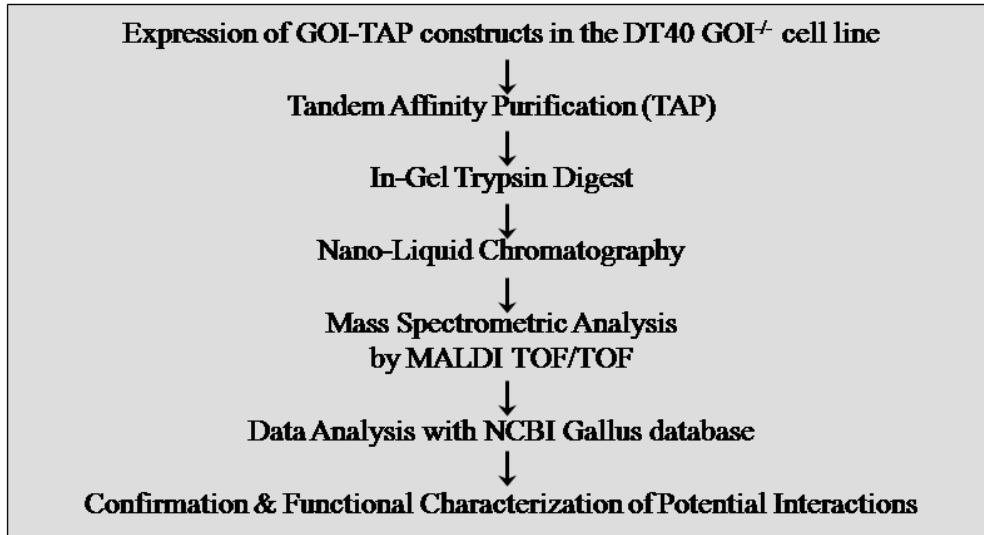 Expression of GOI-TAP constructs in the DT40 GOI⁻/⁻ cell line
Tandem Affinity Purification (TAP)
In-Gel Trypsin Digest
Nano-Liquid Chromatography
Mass Spectrometric Analysis
by MALDI TOF/TOF
Data Analysis with NCBI Gallus database
Confirmation & Functional Characterization of Potential Interactions